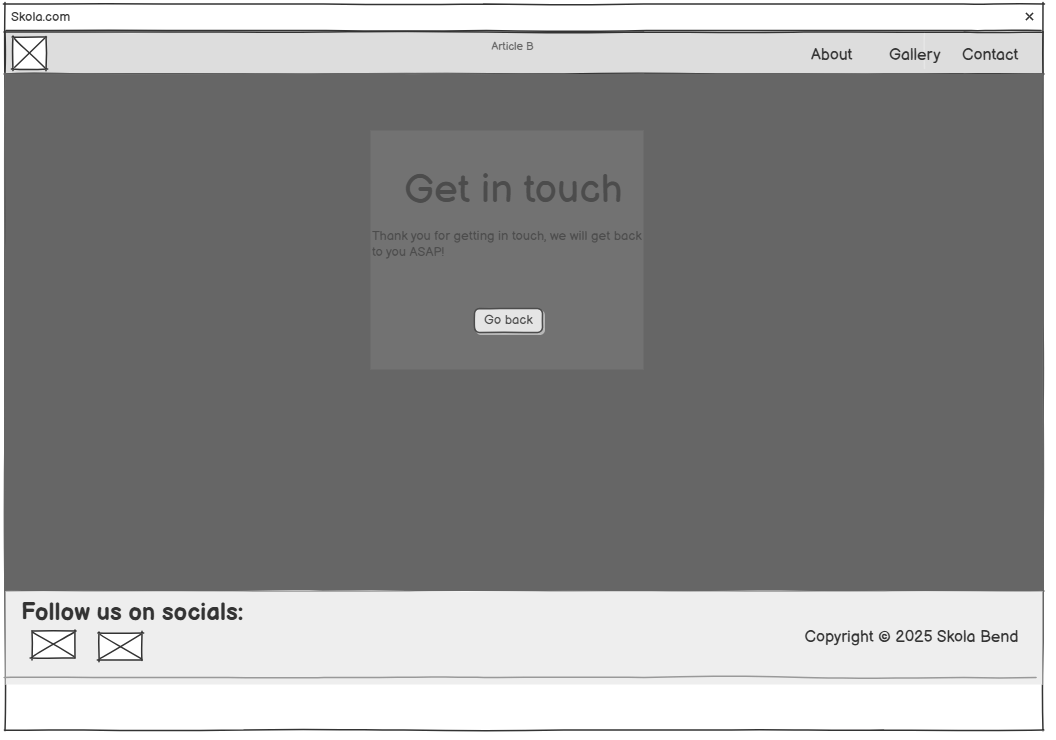 Skola.com
Article B
About Gallery Contact
Get in touch
Thank you for getting in touch, we will get back
to you ASAP!
Go back
Follow us on socials:
Copyright © 2025 Skola Bend